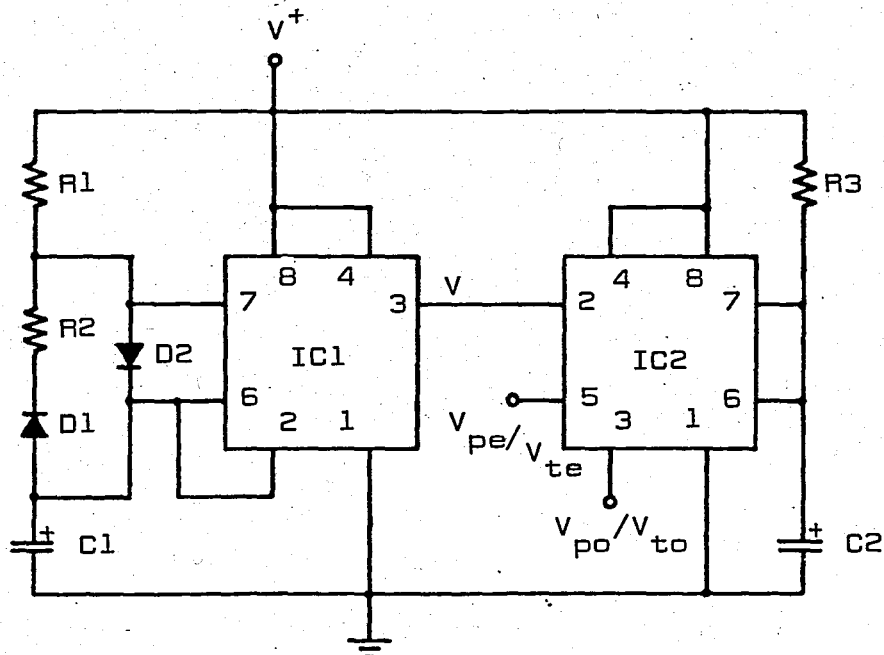 V+
R1
R3
8 4
4 8
7
3
V
2
7
R2
D2
IC1
IC2
6
5
6
D1
2 1
3 1
Vpe/Vte
Vpo/Vto
C1
+
C2
+